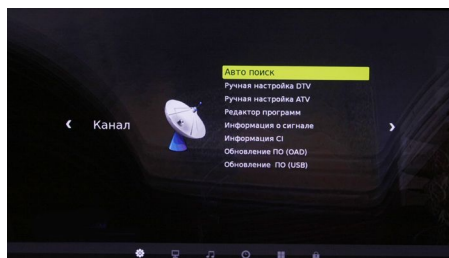 Канал
Авто поиск
Ручная настройка DTV
Ручная настройка ATV
Редактор программ
Информация о сигнале
Информация CI
Обновление ПО (OAD)
Обновление ПО (USB)